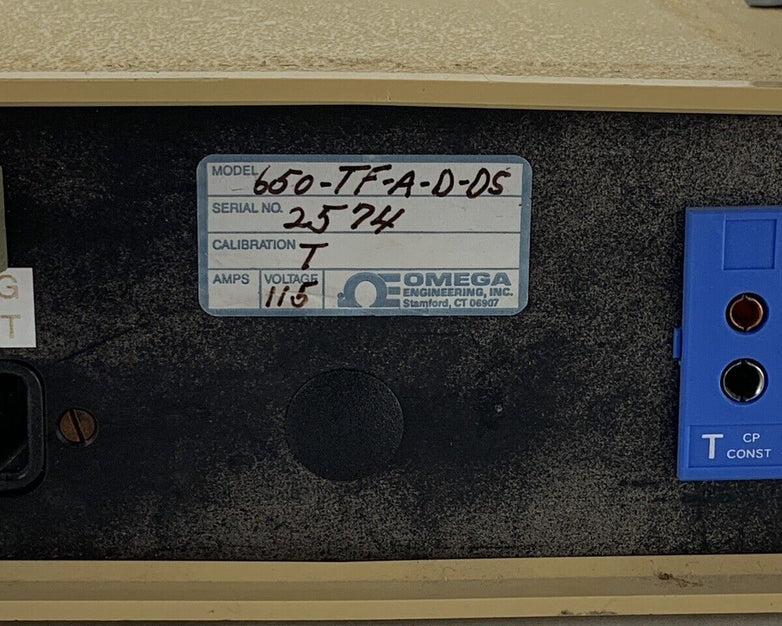 MODEL 650-TF-A-D-DS
SERIAL NO. 2574
CALIBRATION T
AMPS VOLTAGE 115
OMEGA
ENGINEERING, INC.
Stamford, CT 06907
G
T
T CP
CONST